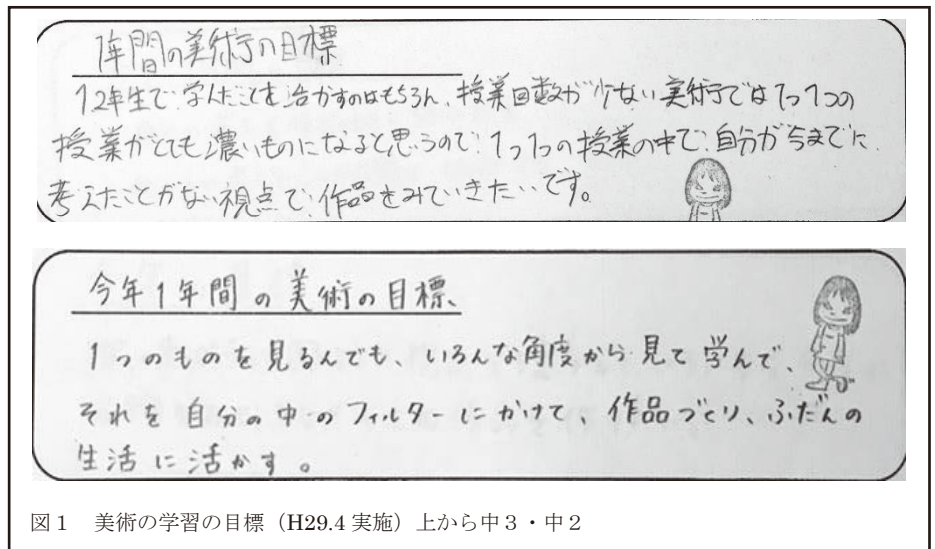 1年間の美術の目標
1 2年生で学んだことを活かすのはもちろん、授業回数が少ない美術では1つ1つの
授業がとても濃いものになると思うので、1つ1つの授業の中で、自分が今までに
考えたことがない視点で、作品をみていきたいです。
今年1年間の美術の目標、
1つのものを見るんでも、いろんな角度から見て学んで、
それを自分の中のフィルターにかけて、作品づくり、ふだんの
生活に活かす。
図1 美術の学習の目標（H29.4 実施）上から中3・中2